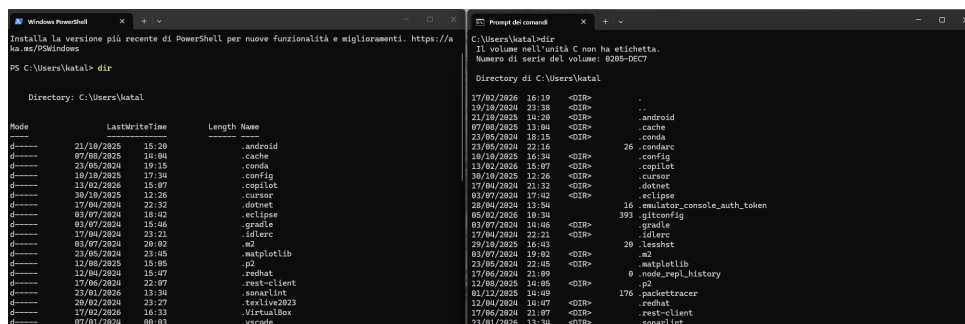 Windows PowerShell
Installa la versione più recente di PowerShell per nuove funzionalità e miglioramenti. https://a
ka.ms/PSWindows
PS C:\Users\katal> dir
Directory: C:\Users\katal
Mode LastWriteTime Length Name
---- ------------- ------ ----
d----- 21/10/2025 15:20 .android
d----- 07/08/2025 14:04 .cache
d----- 23/05/2024 19:15 .conda
d----- 10/10/2025 17:34 .config
d----- 13/02/2026 15:07 .copilot
d----- 30/10/2025 12:26 .cursor
d----- 17/04/2024 22:32 .dotnet
d----- 03/07/2024 18:42 .eclipse
d----- 03/07/2024 15:46 .gradle
d----- 17/04/2024 23:21 .idlerc
d----- 03/07/2024 20:02 .m2
d----- 23/05/2024 23:45 .matplotlib
d----- 12/08/2025 15:05 .p2
d----- 12/04/2024 15:47 .redhat
d----- 17/06/2024 22:07 .rest-client
d----- 23/01/2026 13:34 .sonarlint
d----- 20/02/2024 23:27 .texlive2023
d----- 17/02/2026 16:33 .VirtualBox
d----- 07/01/2024 00:03 .vscode
Prompt dei comandi
C:\Users\katal>dir
Il volume nell'unità C non ha etichetta.
Numero di serie del volume: 0205-DEC7
Directory di C:\Users\katal
17/02/2026 16:19 <DIR> .
19/10/2024 23:38 <DIR> ..
21/10/2025 14:20 <DIR> .android
07/08/2025 13:04 <DIR> .cache
23/05/2024 18:15 <DIR> .conda
23/05/2024 22:16 26 .condarc
10/10/2025 16:34 <DIR> .config
13/02/2026 15:07 <DIR> .copilot
30/10/2025 12:26 <DIR> .cursor
17/04/2024 21:32 <DIR> .dotnet
03/07/2024 17:42 <DIR> .eclipse
28/04/2024 13:54 16 .emulator_console_auth_token
05/02/2026 10:34 393 .gitconfig
03/07/2024 14:46 <DIR> .gradle
17/04/2024 22:21 <DIR> .idlerc
29/10/2025 16:43 20 .lesshst
03/07/2024 19:02 <DIR> .m2
23/05/2024 22:45 <DIR> .matplotlib
17/06/2024 21:09 0 .node_repl_history
12/08/2025 14:05 <DIR> .p2
01/12/2025 14:49 176 .packettracer
12/04/2024 14:47 <DIR> .redhat
17/06/2024 21:07 <DIR> .rest-client
23/01/2026 13:34 <DIR> .sonarlint